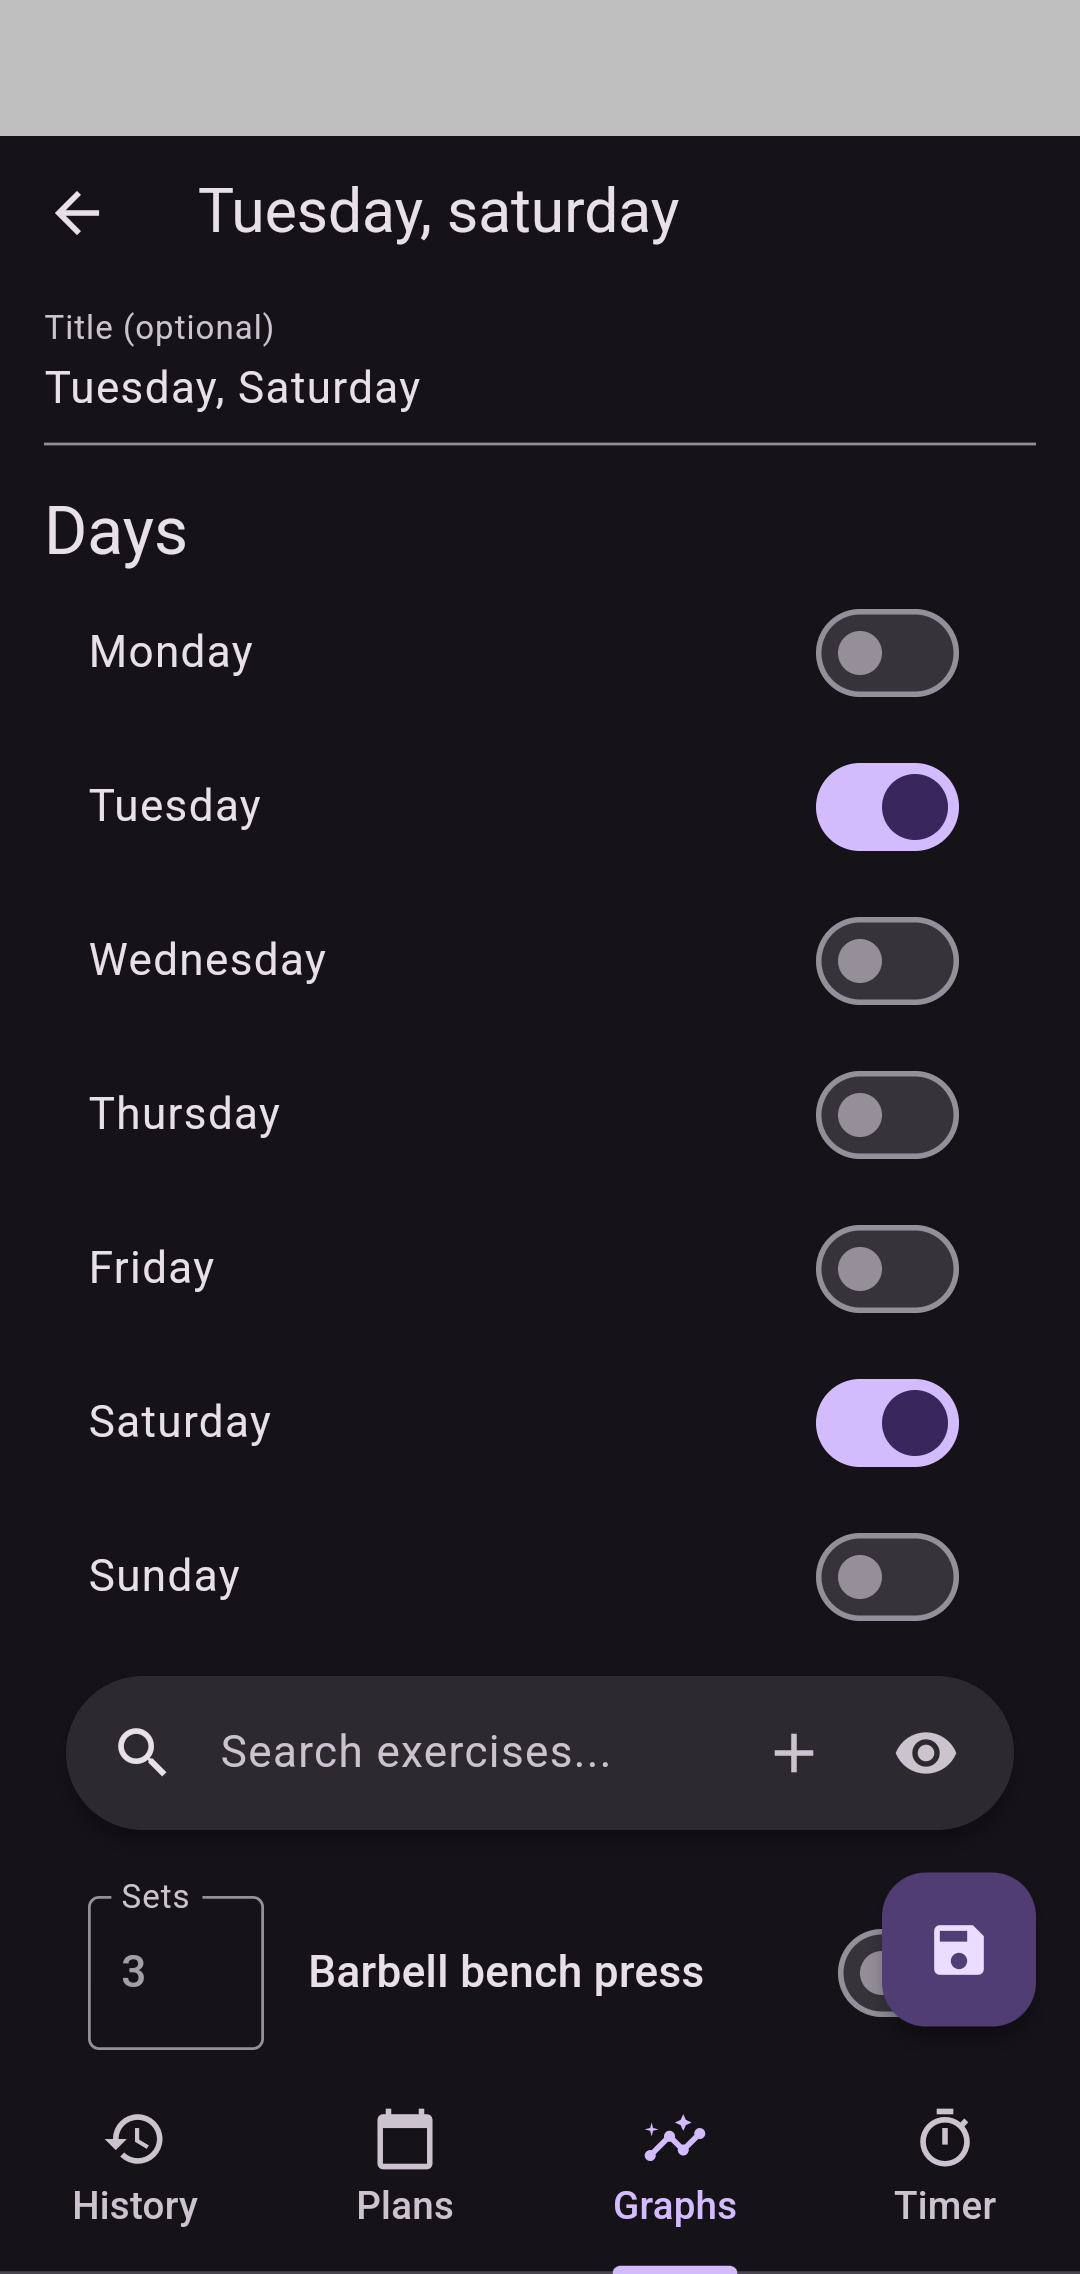 Tuesday, saturday
Title (optional)
Tuesday, Saturday
Days
Monday
Tuesday
Wednesday
Thursday
Friday
Saturday
Sunday
Search exercises...
Sets
3
Barbell bench press
History
Plans
Graphs
Timer